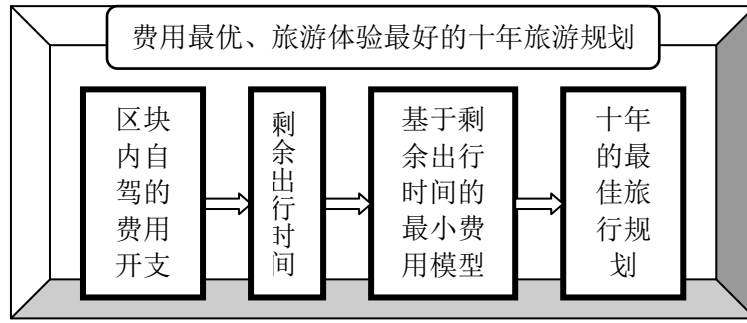 费用最优、旅游体验最好的十年旅游规划
区块
内自
驾的
费用
开支
剩
余
出
行
时
间
基于剩
余出行
时间的
最小费
用模型
十年
的最
佳旅
行规
划